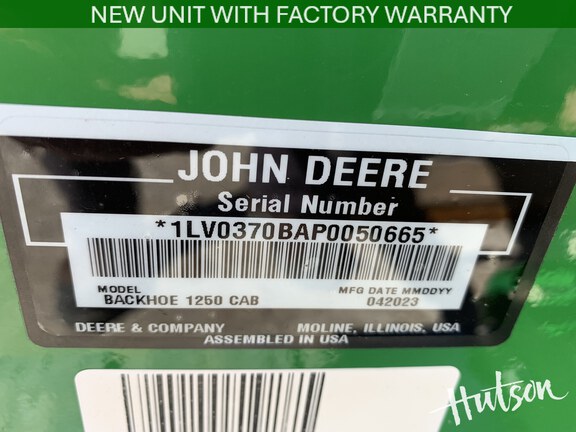 NEW UNIT WITH FACTORY WARRANTY
JOHN DEERE
Serial Number
*1LV0370BAP0050665*
MODEL MFG DATE MMDDYY
BACKHOE 1250 CAB 042023
DEERE & COMPANY MOLINE, ILLINOIS, USA
ASSEMBLED IN USA
Hutson